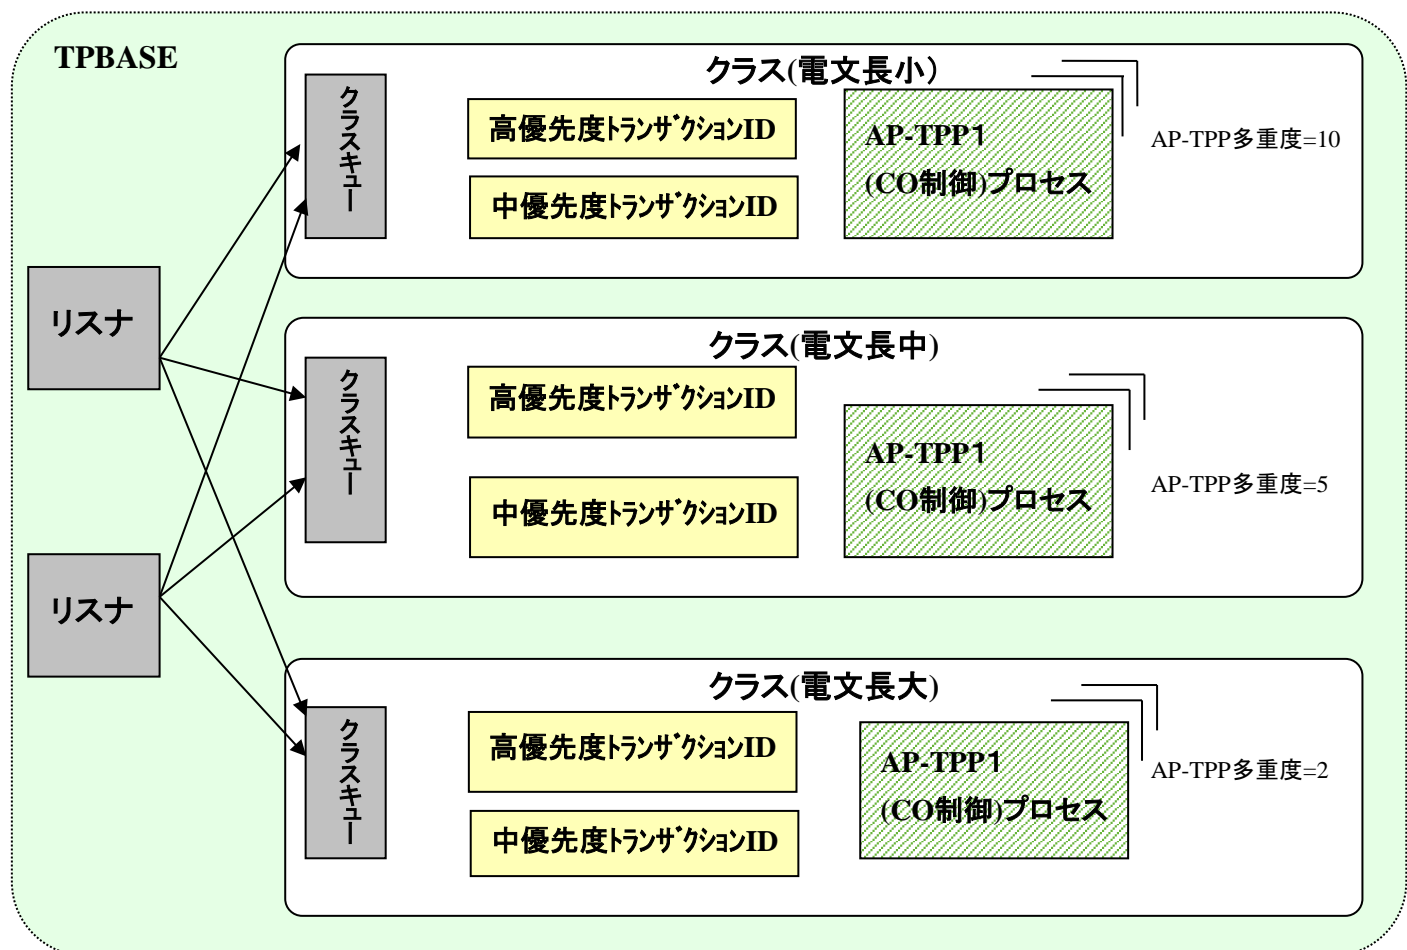 TPBASE
クラス(電文長小)
クラスキュー
高優先度ﾄﾗﾝｻﾞｸｼｮﾝID
中優先度ﾄﾗﾝｻﾞｸｼｮﾝID
AP-TPP１
(CO制御)プロセス
AP-TPP多重度=10
リスナ
クラス(電文長中)
クラスキュー
高優先度ﾄﾗﾝｻﾞｸｼｮﾝID
中優先度ﾄﾗﾝｻﾞｸｼｮﾝID
AP-TPP１
(CO制御)プロセス
AP-TPP多重度=5
リスナ
クラス(電文長大)
クラスキュー
高優先度ﾄﾗﾝｻﾞｸｼｮﾝID
中優先度ﾄﾗﾝｻﾞｸｼｮﾝID
AP-TPP１
(CO制御)プロセス
AP-TPP多重度=2